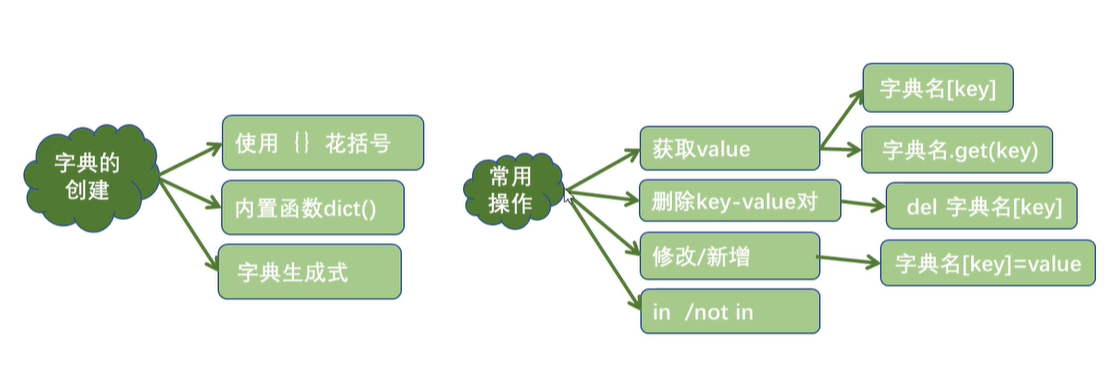 字典的
创建
使用 {} 花括号
内置函数dict()
字典生成式
常用
操作
获取value
字典名[key]
字典名.get(key)
删除key-value对
del 字典名[key]
修改/新增
字典名[key]=value
in /not in